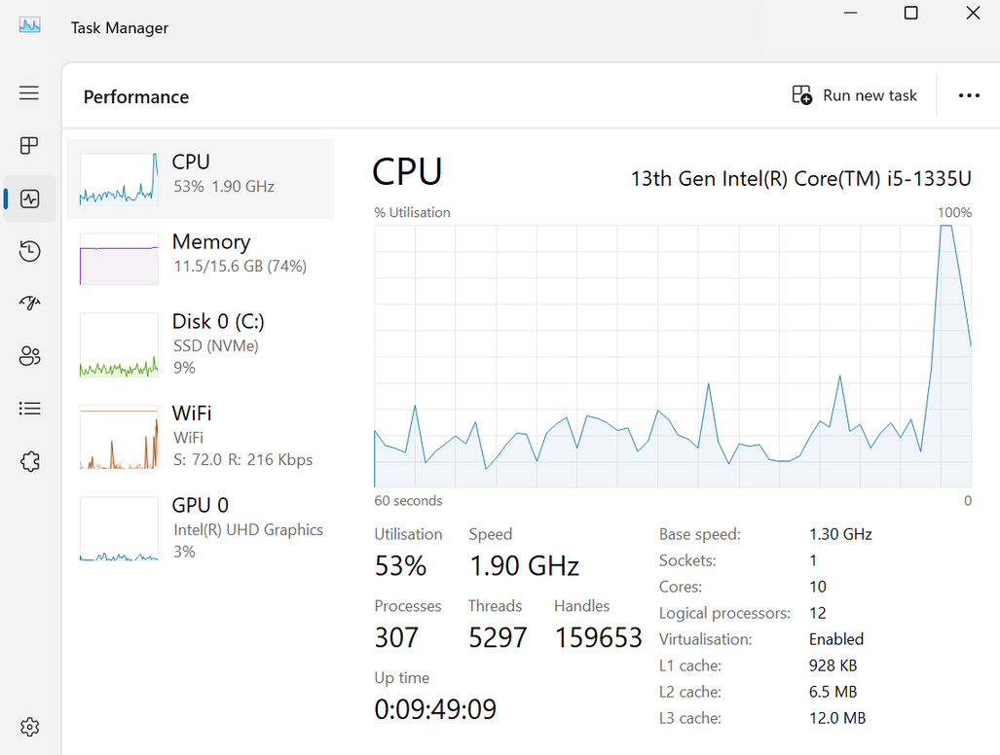 Task Manager
Performance
Run new task
CPU
53% 1.90 GHz
Memory
11.5/15.6 GB (74%)
Disk 0 (C:)
SSD (NVMe)
9%
WiFi
WiFi
S: 72.0 R: 216 Kbps
GPU 0
Intel(R) UHD Graphics
3%
CPU
13th Gen Intel(R) Core(TM) i5-1335U
% Utilisation
100%
60 seconds
0
Utilisation
Speed
53%
1.90 GHz
Processes
Threads
Handles
307
5297
159653
Up time
0:09:49:09
Base speed: 1.30 GHz
Sockets: 1
Cores: 10
Logical processors: 12
Virtualisation: Enabled
L1 cache: 928 KB
L2 cache: 6.5 MB
L3 cache: 12.0 MB